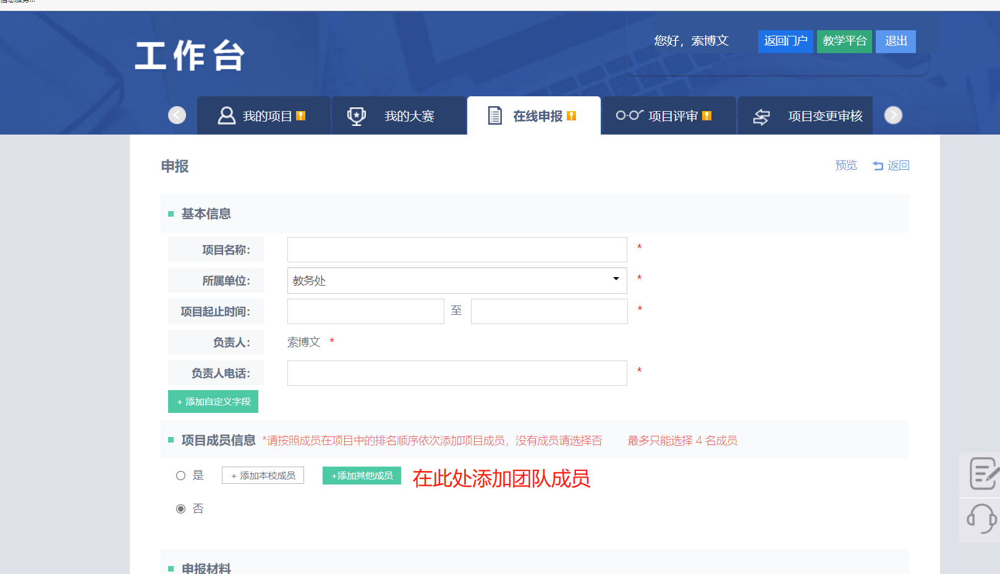 信息服务...
工作台
您好，索博文
返回门户
教学平台
退出
我的项目
我的大赛
在线申报
项目评审
项目变更审核
申报
预览
返回
基本信息
项目名称：
*
所属单位：
教务处
*
项目起止时间：
至
*
负责人：
索博文 *
负责人电话：
*
+ 添加自定义字段
项目成员信息 *请按照成员在项目中的排名顺序依次添加项目成员，没有成员请选择否 最多只能选择 4 名成员
是
+ 添加本校成员
+添加其他成员
在此处添加团队成员
否
申报材料